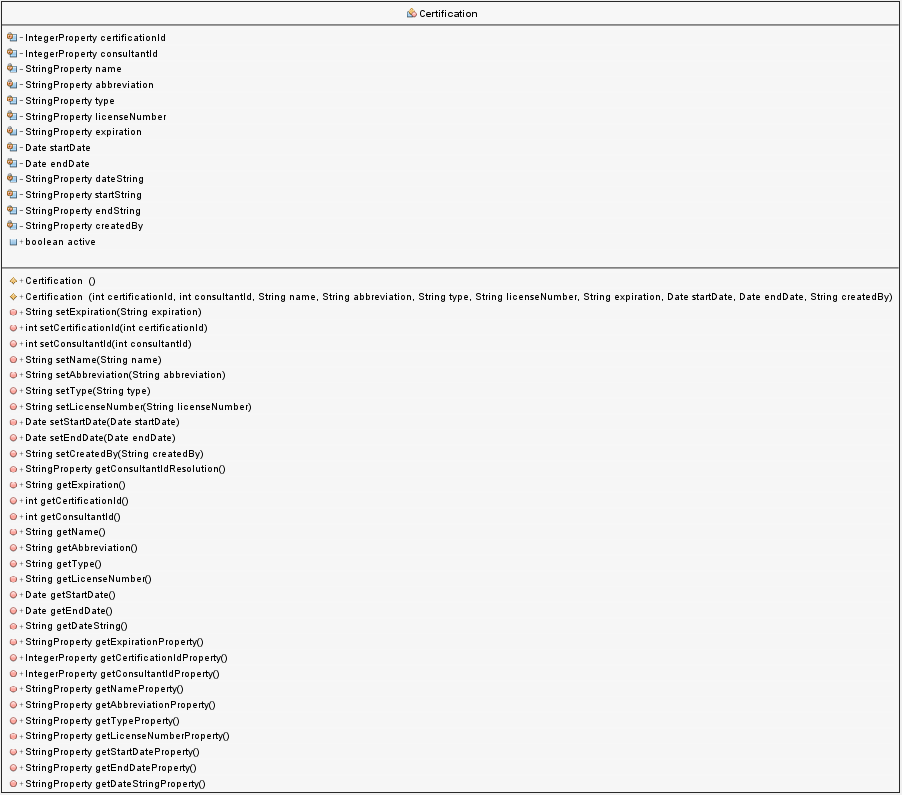 Certification
- IntegerProperty certificationId
- IntegerProperty consultantId
- StringProperty name
- StringProperty abbreviation
- StringProperty type
- StringProperty licenseNumber
- StringProperty expiration
- Date startDate
- Date endDate
- StringProperty dateString
- StringProperty startString
- StringProperty endString
- StringProperty createdBy
+ boolean active
+ Certification ()
+ Certification (int certificationId, int consultantId, String name, String abbreviation, String type, String licenseNumber, String expiration, Date startDate, Date endDate, String createdBy)
+ String setExpiration(String expiration)
+ int setCertificationId(int certificationId)
+ int setConsultantId(int consultantId)
+ String setName(String name)
+ String setAbbreviation(String abbreviation)
+ String setType(String type)
+ String setLicenseNumber(String licenseNumber)
+ Date setStartDate(Date startDate)
+ Date setEndDate(Date endDate)
+ String setCreatedBy(String createdBy)
+ StringProperty getConsultantIdResolution()
+ String getExpiration()
+ int getCertificationId()
+ int getConsultantId()
+ String getName()
+ String getAbbreviation()
+ String getType()
+ String getLicenseNumber()
+ Date getStartDate()
+ Date getEndDate()
+ String getDateString()
+ StringProperty getExpirationProperty()
+ IntegerProperty getCertificationIdProperty()
+ IntegerProperty getConsultantIdProperty()
+ StringProperty getNameProperty()
+ StringProperty getAbbreviationProperty()
+ StringProperty getTypeProperty()
+ StringProperty getLicenseNumberProperty()
+ StringProperty getStartDateProperty()
+ StringProperty getEndDateProperty()
+ StringProperty getDateStringProperty()